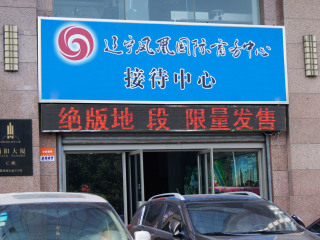 辽宁凤凰国际商务中心
接待中心
绝版地 段 限量发售